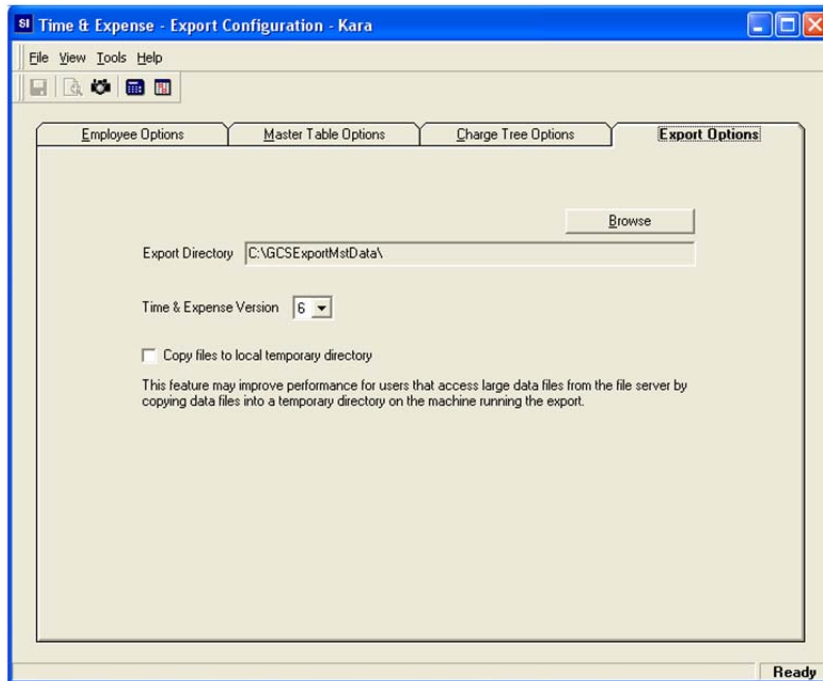 SI Time & Expense - Export Configuration - Kara
File View Tools Help
Employee Options Master Table Options Charge Tree Options Export Options
Browse
Export Directory C:\GCSExportMstData\
Time & Expense Version 6
Copy files to local temporary directory
This feature may improve performance for users that access large data files from the file server by
copying data files into a temporary directory on the machine running the export.
Ready